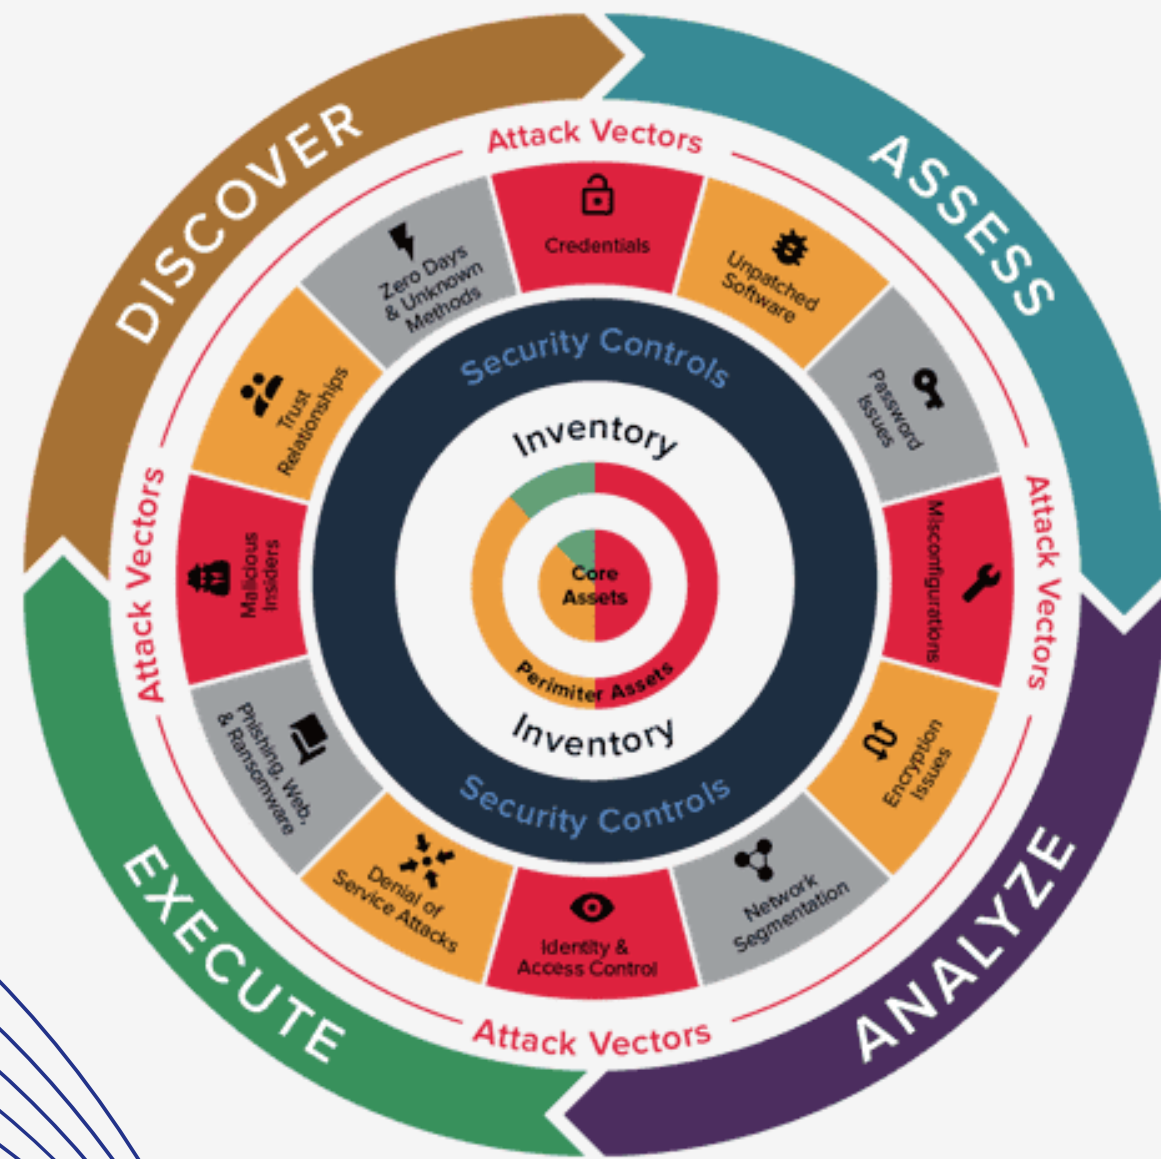 DISCOVER
ASSESS
ANALYZE
EXECUTE
Attack Vectors
Attack Vectors
Attack Vectors
Attack Vectors
Credentials
Unpatched
Software
Password
Issues
Misconfigurations
Encryption
Issues
Network
Segmentation
Identity &
Access Control
Denial of
Service Attacks
Phishing, Web,
& Ransomware
Malicious
Insiders
Trust
Relationships
Zero Days
& Unknown
Methods
Security Controls
Inventory
Core
Assets
Perimiter Assets
Inventory
Security Controls